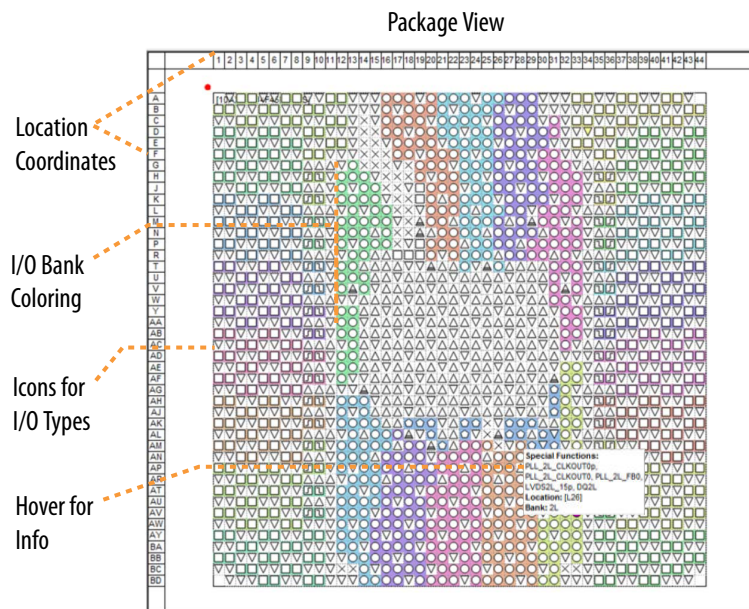 Package View
1 2 3 4 5 6 7 8 9 10 11 12 13 14 15 16 17 18 19 20 21 22 23 24 25 26 27 28 29 30 31 32 33 34 35 36 37 38 39 40 41 42 43 44
A
B
C
D
E
F
G
H
J
K
L
M
N
P
R
T
U
V
W
Y
AA
AB
AC
AD
AE
AF
AG
AH
AJ
AK
AL
AM
AN
AP
AR
AT
AU
AV
AW
AY
BA
BB
BC
BD
Location
Coordinates
I/O Bank
Coloring
Icons for
I/O Types
Hover for
Info
Special Functions:
PLL_2L_CLKOUT0p,
PLL_2L_CLKOUT0, PLL_2L_FB0,
LVDS2L_15p, DQ2L
Location: [L26]
Bank: 2L